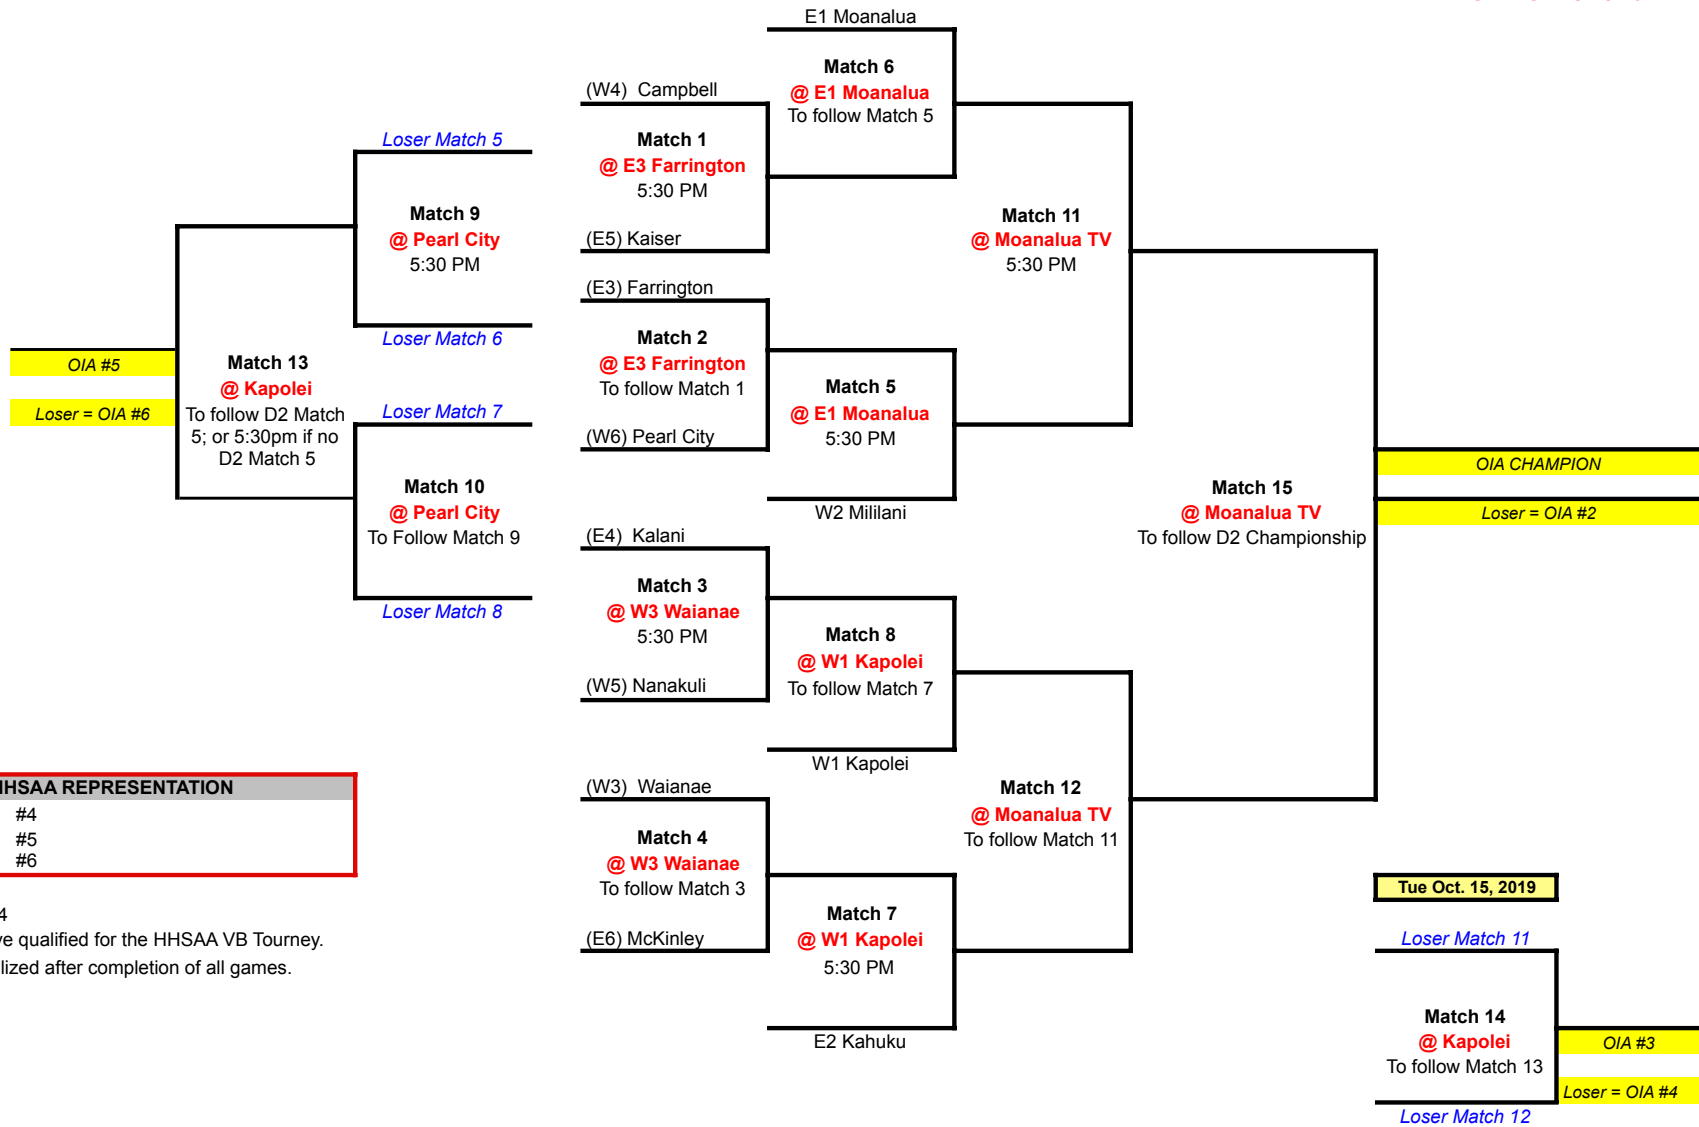 E1 Moanalua
Match 6
@ E1 Moanalua
To follow Match 5
(W4) Campbell
Match 1
@ E3 Farrington
5:30 PM
(E5) Kaiser
Loser Match 5
Match 9
@ Pearl City
5:30 PM
Loser Match 6
Match 11
@ Moanalua TV
5:30 PM
(E3) Farrington
Match 2
@ E3 Farrington
To follow Match 1
(W6) Pearl City
Match 5
@ E1 Moanalua
5:30 PM
W2 Mililani
OIA #5
Loser = OIA #6
Match 13
@ Kapolei
To follow D2 Match
5; or 5:30pm if no
D2 Match 5
Loser Match 7
Match 10
@ Pearl City
To Follow Match 9
Loser Match 8
OIA CHAMPION
Loser = OIA #2
Match 15
@ Moanalua TV
To follow D2 Championship
(E4) Kalani
Match 3
@ W3 Waianae
5:30 PM
(W5) Nanakuli
Match 8
@ W1 Kapolei
To follow Match 7
W1 Kapolei
HHSAA REPRESENTATION
#4
#5
#6
(W3) Waianae
Match 4
@ W3 Waianae
To follow Match 3
(E6) McKinley
Match 12
@ Moanalua TV
To follow Match 11
Match 7
@ W1 Kapolei
5:30 PM
E2 Kahuku
4
ve qualified for the HHSAA VB Tourney.
lized after completion of all games.
Tue Oct. 15, 2019
Loser Match 11
Match 14
@ Kapolei
To follow Match 13
Loser Match 12
OIA #3
Loser = OIA #4